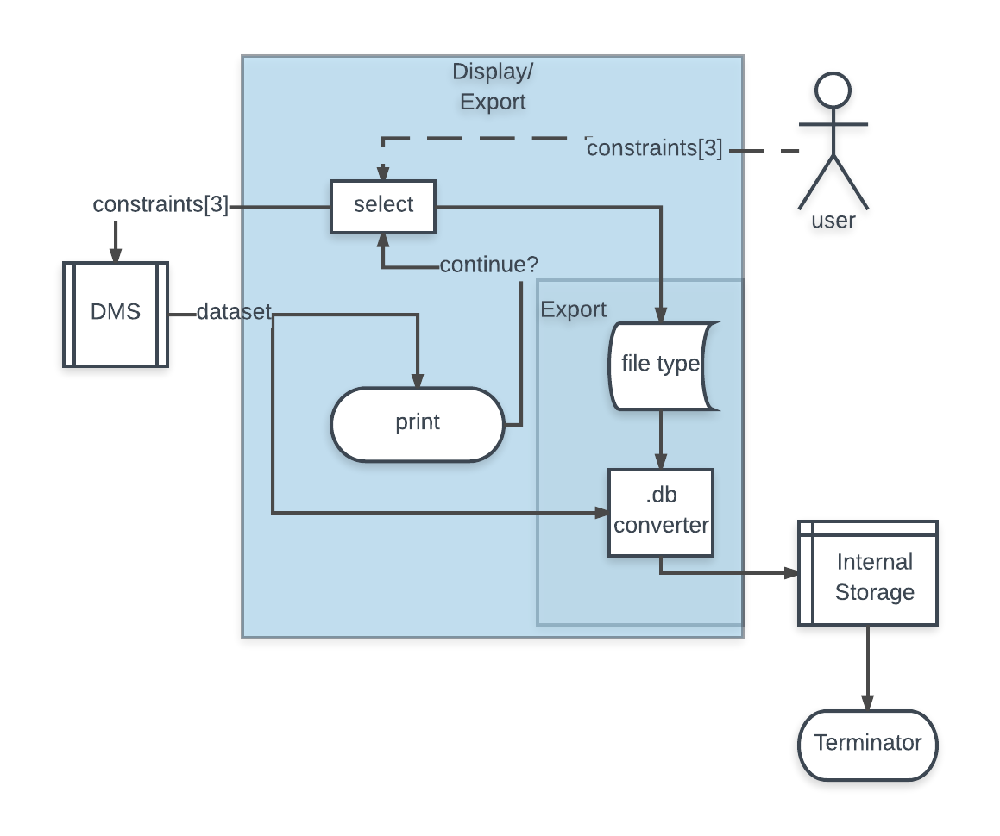 Display/
Export
constraints[3]
user
constraints[3]
select
continue?
DMS
dataset
Export
file type
print
.db
converter
Internal
Storage
Terminator